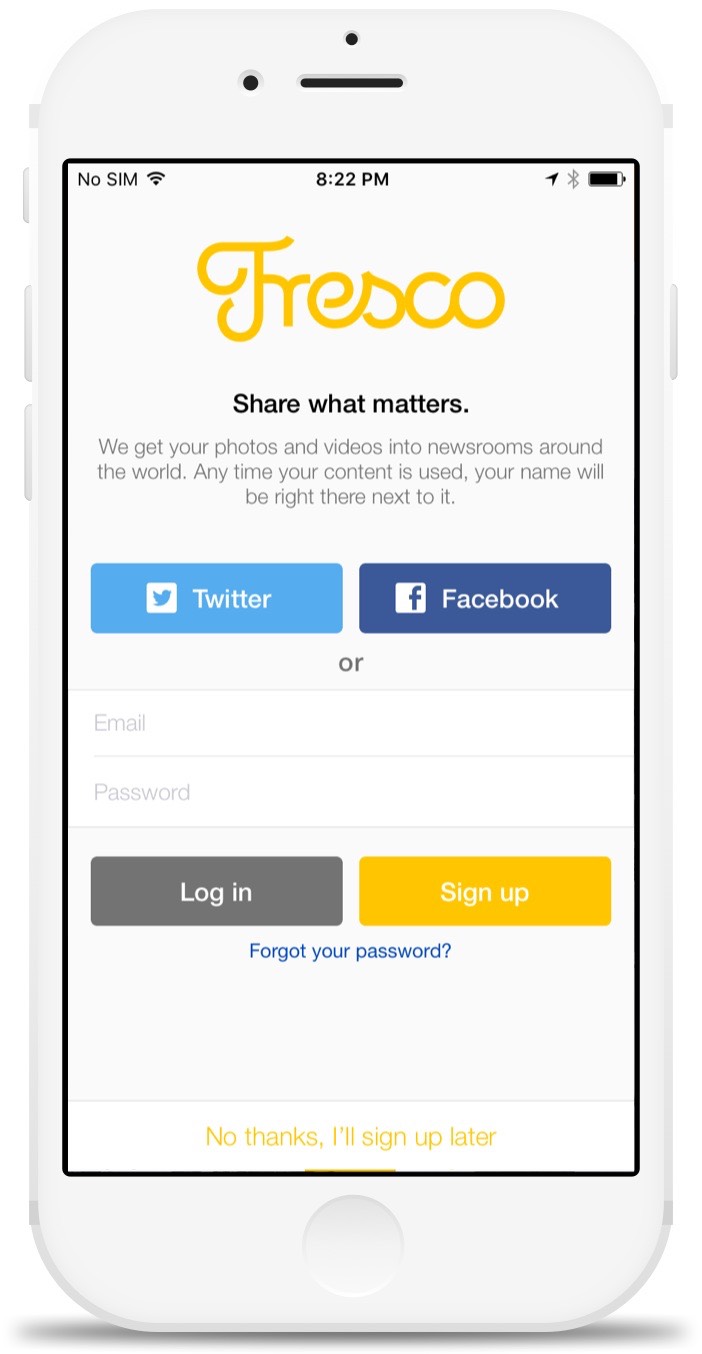 No SIM 8:22 PM
Fresco
Share what matters.
We get your photos and videos into newsrooms around
the world. Any time your content is used, your name will
be right there next to it.
Twitter Facebook
or
Email
Password
Log in Sign up
Forgot your password?
No thanks, I'll sign up later